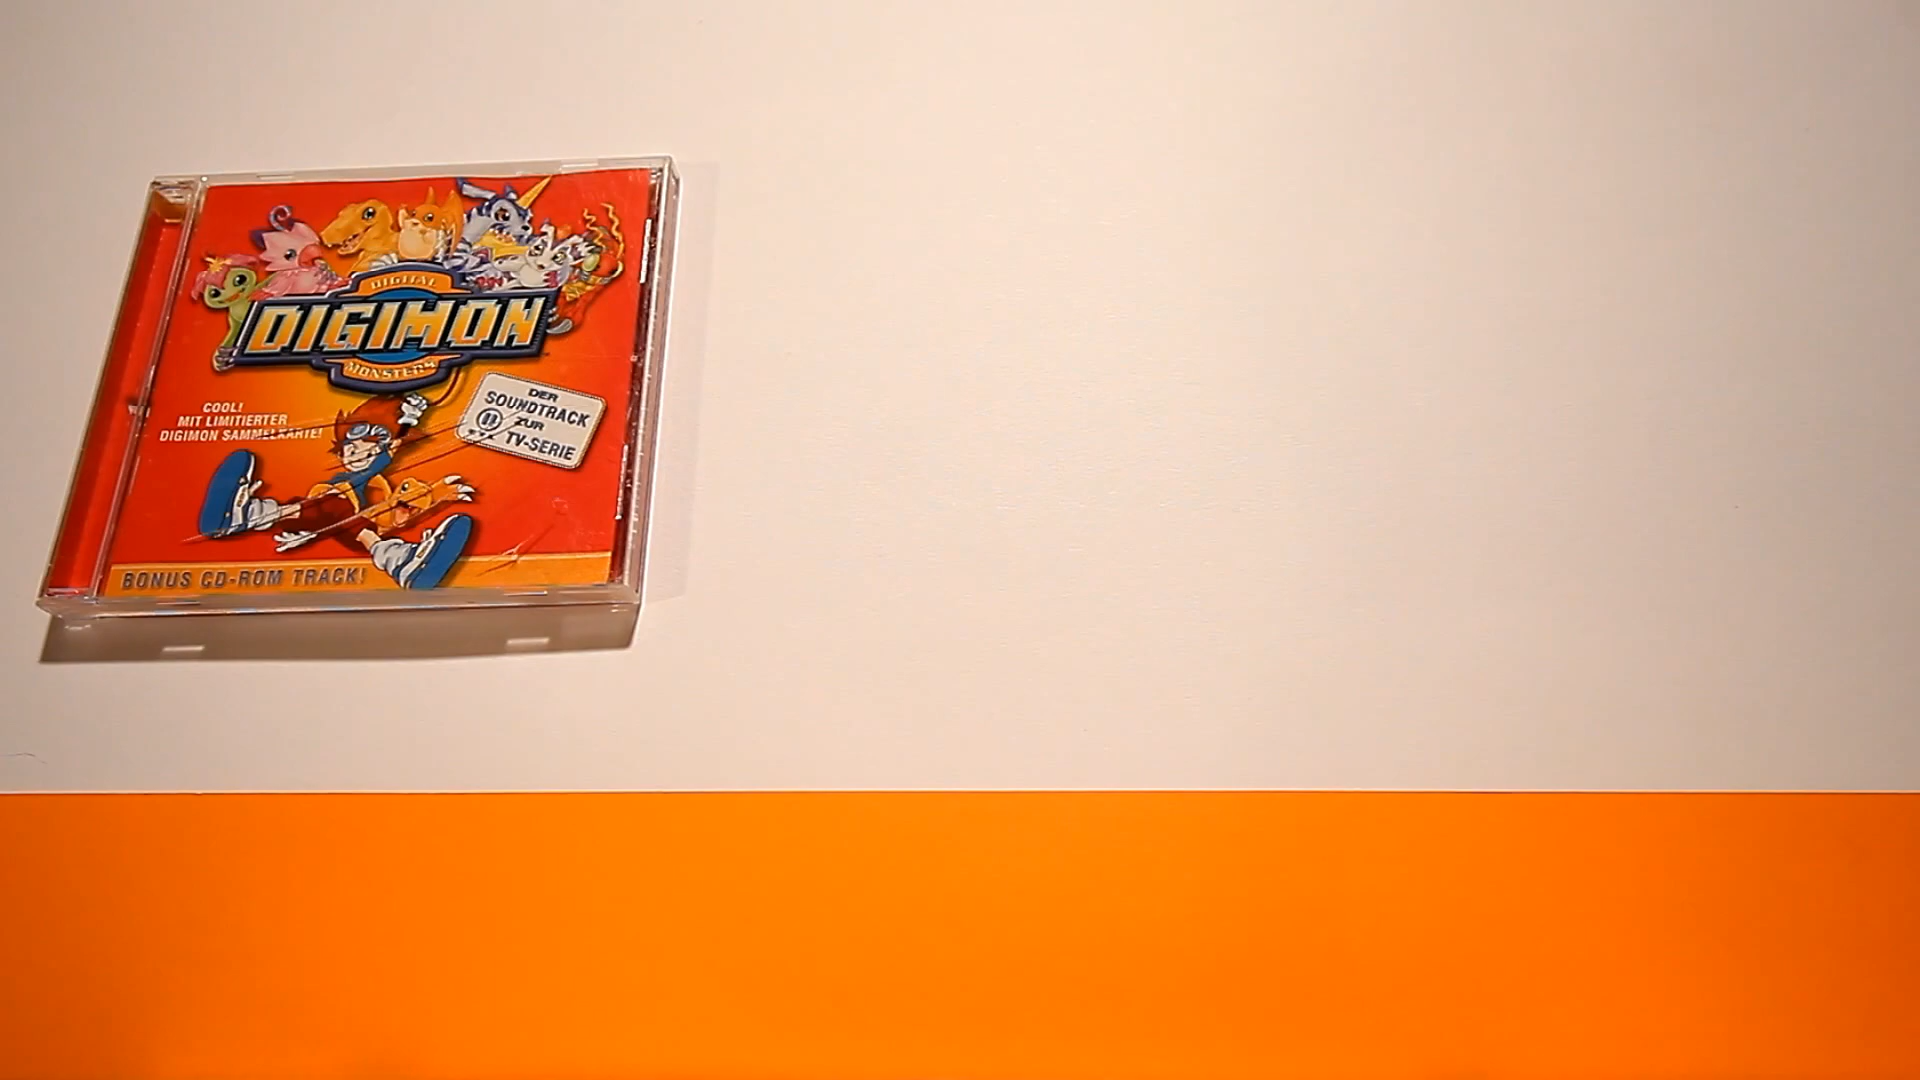 DIGITAL
DIGIMON
MONSTERS
DER
SOUNDTRACK
ZUR
TV-SERIE
COOL!
MIT LIMITIERTER
DIGIMON SAMMELKARTE!
BONUS CD-ROM TRACK!